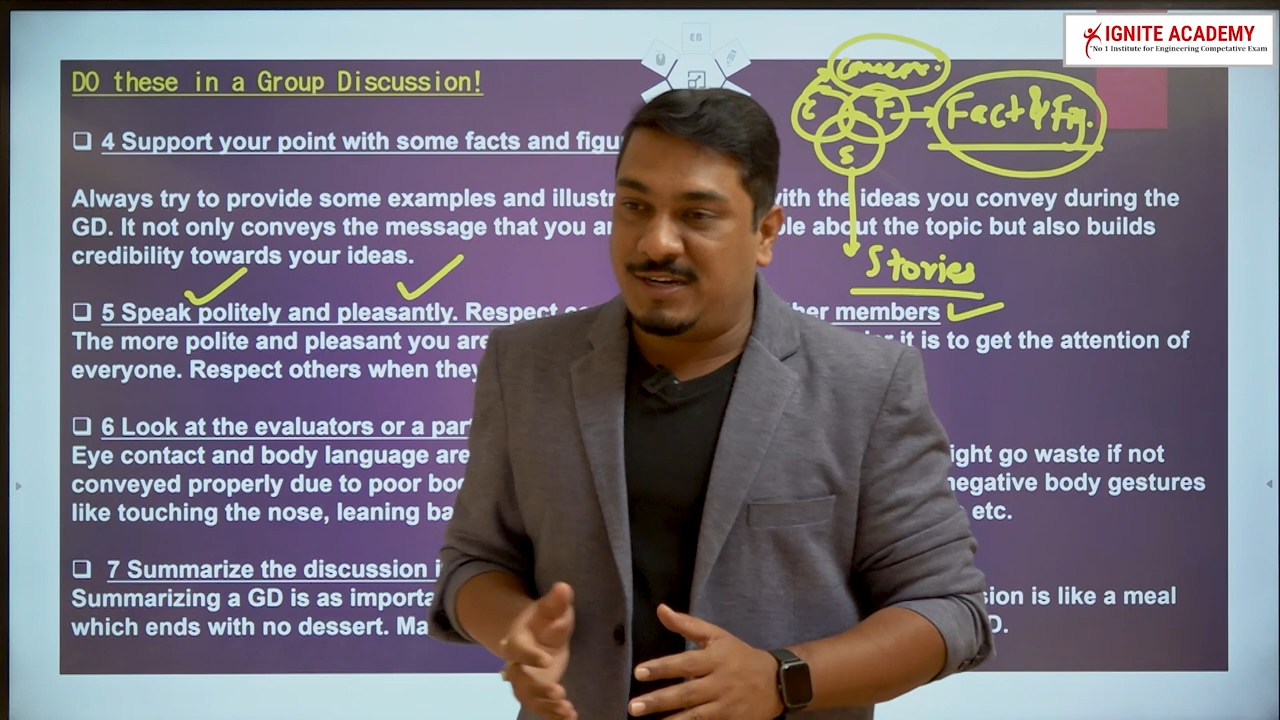 IGNITE ACADEMY
"No 1 Institute for Engineering Competative Exam
EB
DO these in a Group Discussion!
E
F
Fact & Fig.
S
Stories
4 Support your point with some facts and figu
Always try to provide some examples and illust with the ideas you convey during the
GD. It not only conveys the message that you a about the topic but also builds
credibility towards your ideas.
5 Speak politely and pleasantly. Respect members
The more polite and pleasant you are it is to get the attention of
everyone. Respect others when they
6 Look at the evaluators or a par
Eye contact and body language are ight go waste if not
conveyed properly due to poor bo negative body gestures
like touching the nose, leaning ba etc.
7 Summarize the discussion i
Summarizing a GD is as importa sion is like a meal
which ends with no dessert. Ma D.